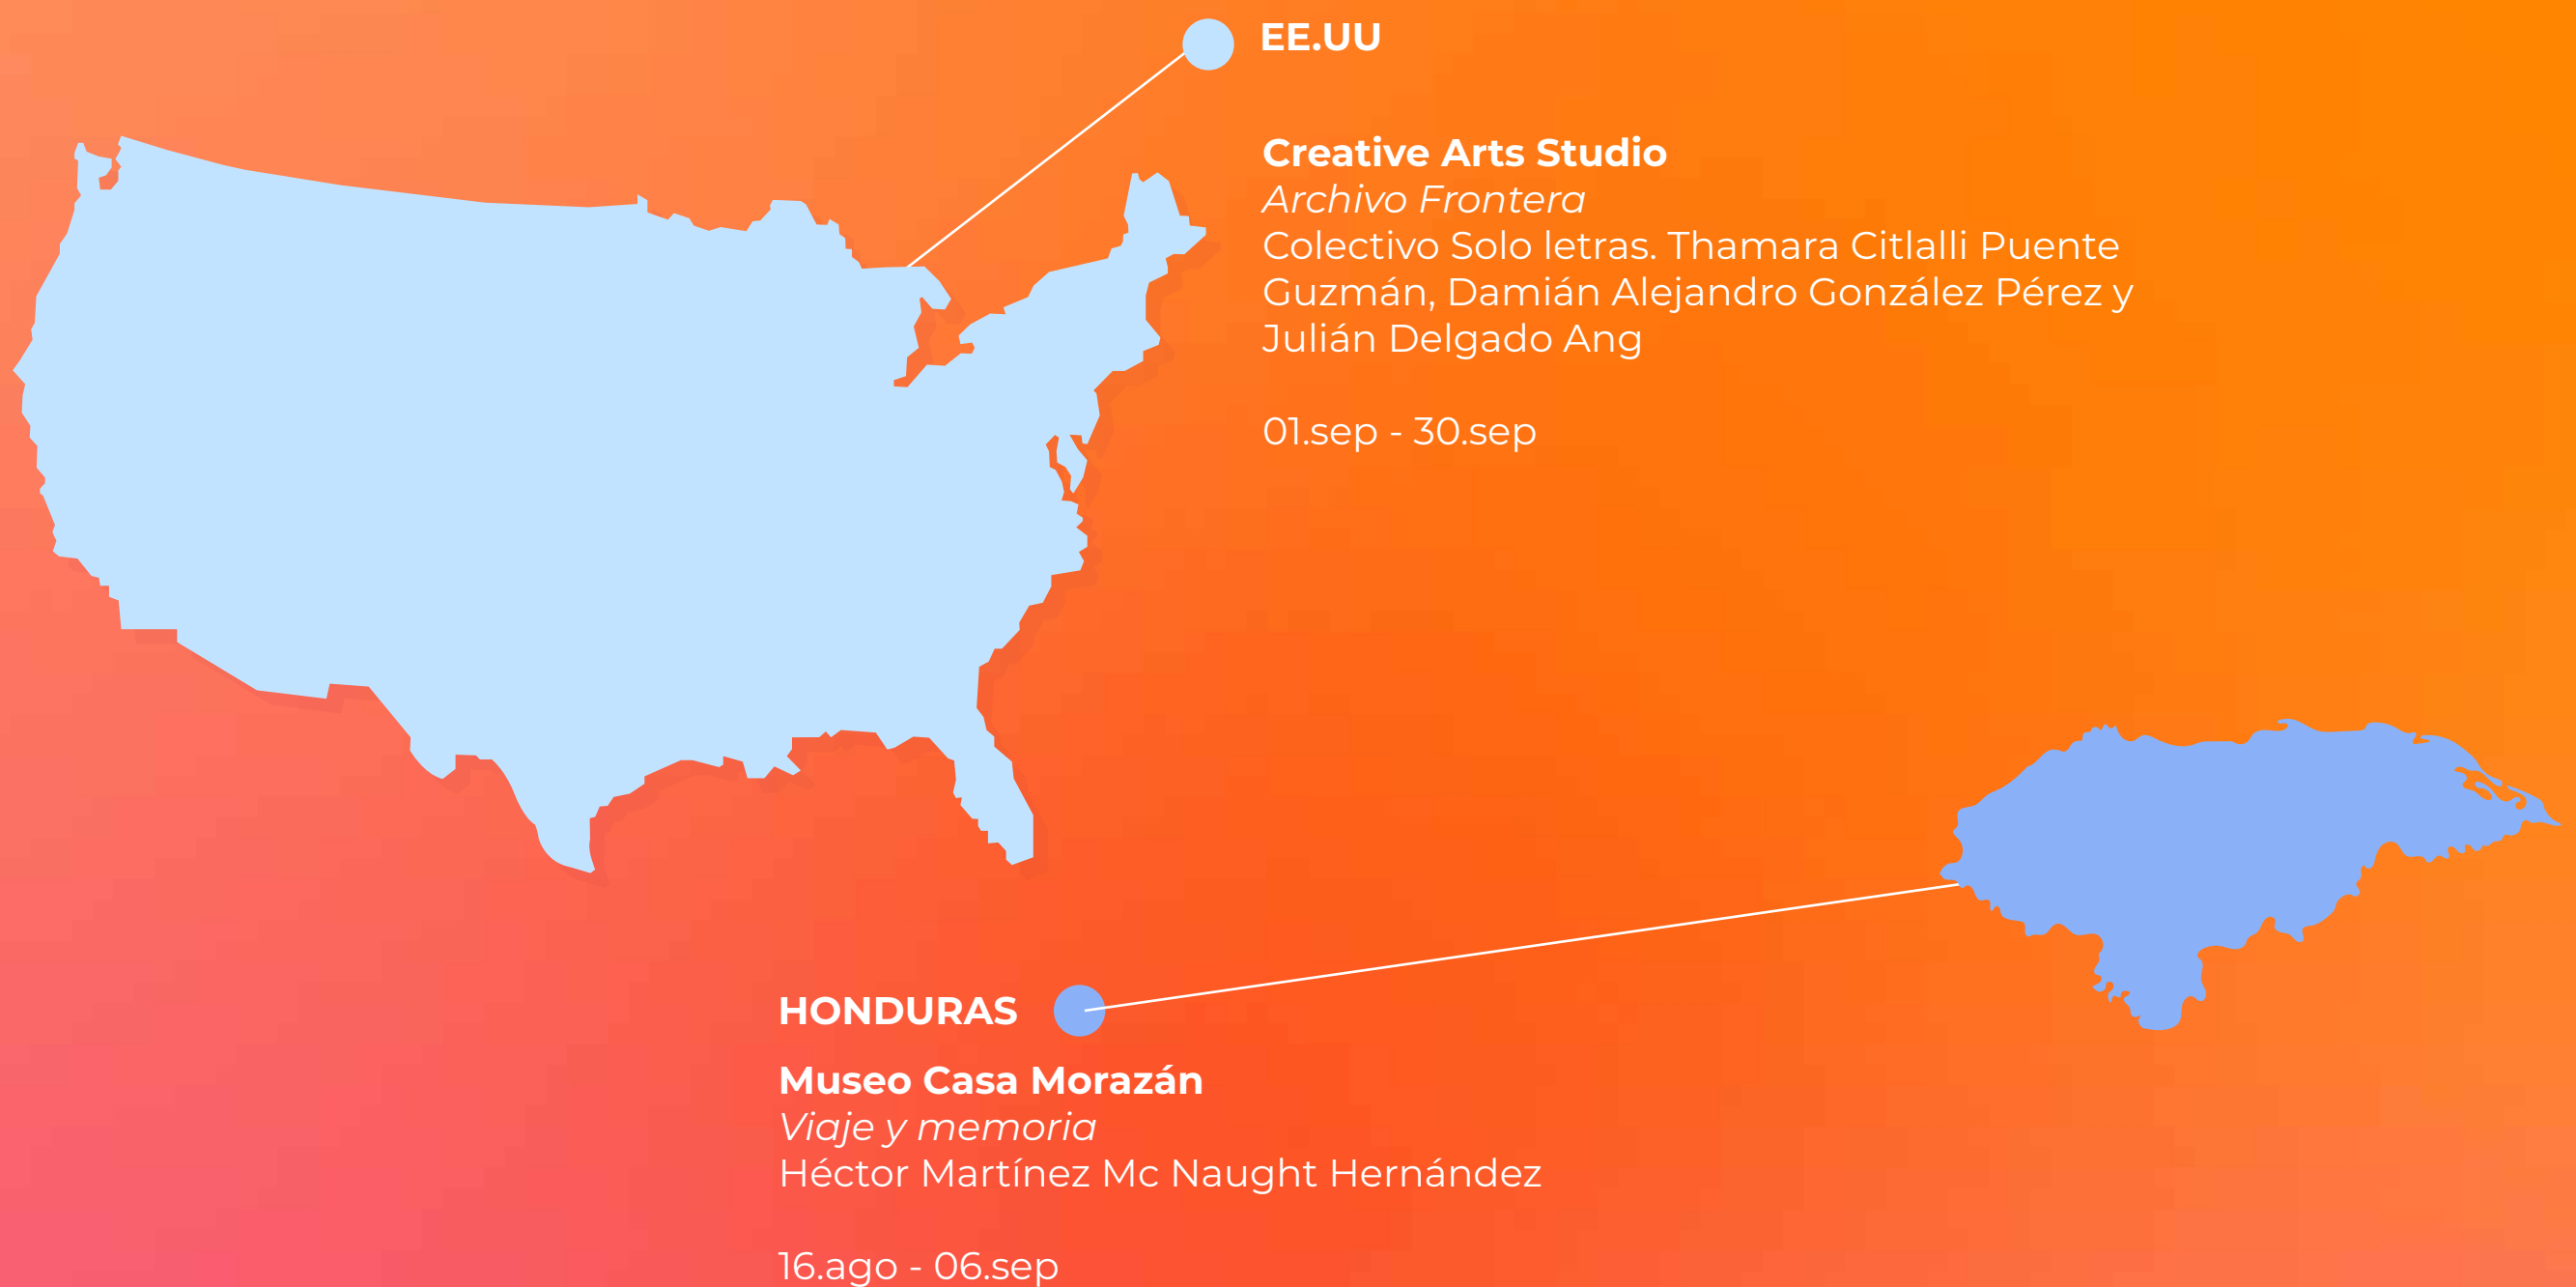 EE.UU
Creative Arts Studio
Archivo Frontera
Colectivo Solo letras. Thamara Citlalli Puente
Guzmán, Damián Alejandro González Pérez y
Julián Delgado Ang
01.sep - 30.sep
HONDURAS
Museo Casa Morazán
Viaje y memoria
Héctor Martínez Mc Naught Hernández
16.ago - 06.sep